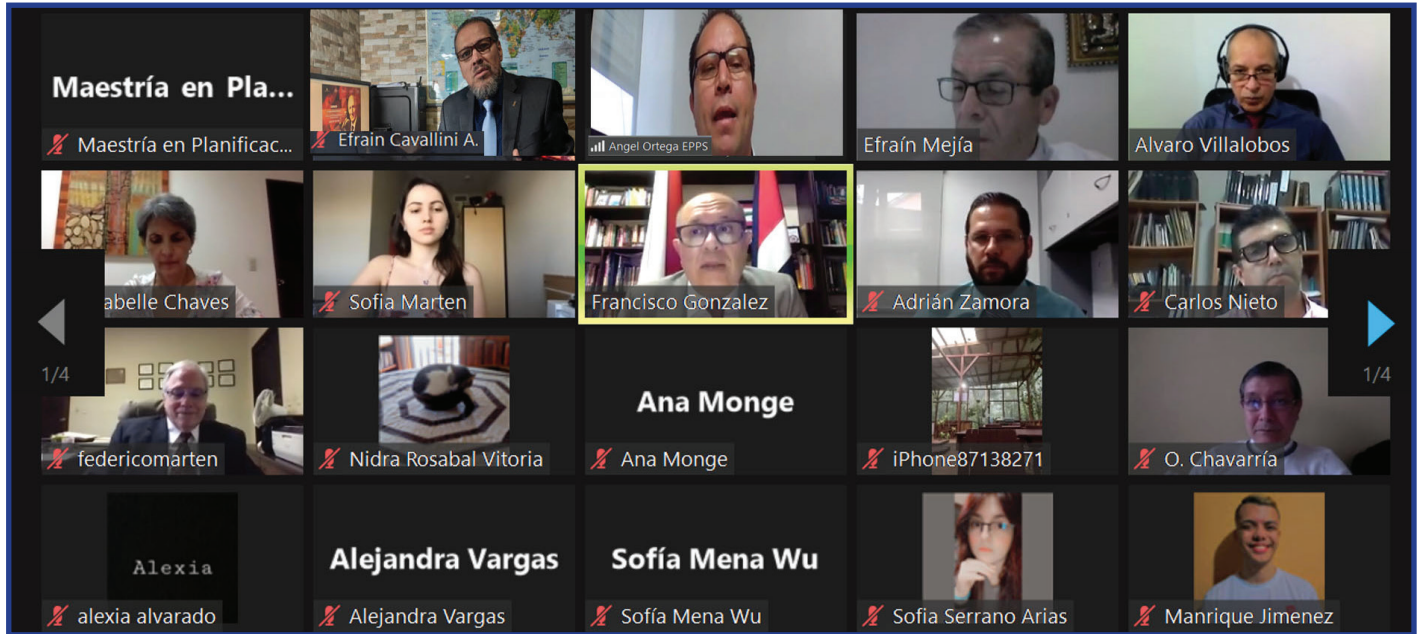 Maestría en Pla...
Maestría en Planificac...
Efrain Cavallini A.
Angel Ortega EPPS
Efraín Mejía
Alvaro Villalobos
abelle Chaves
Sofia Marten
Francisco Gonzalez
Adrián Zamora
Carlos Nieto
1/4
1/4
federicomarten
Nidra Rosabal Vitoria
Ana Monge
Ana Monge
iPhone87138271
O. Chavarría
Alexia
alexia alvarado
Alejandra Vargas
Alejandra Vargas
Sofía Mena Wu
Sofía Mena Wu
Sofia Serrano Arias
Manrique Jimenez